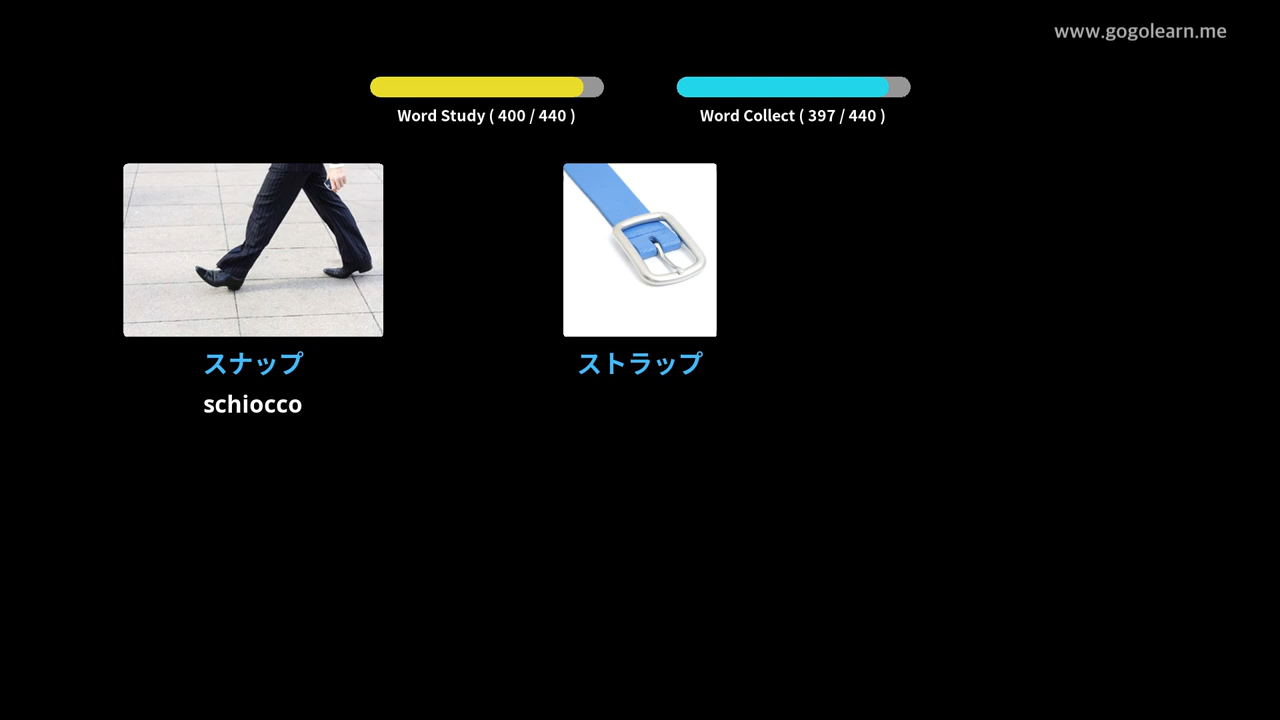 www.gogolearn.me
Word Study ( 400 / 440 )
Word Collect ( 397 / 440 )
スナップ
schiocco
ストラップ